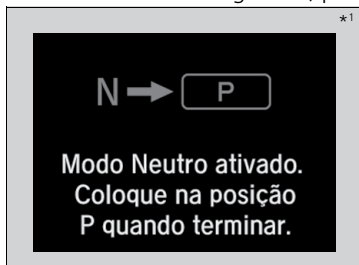 *1
N → P
Modo Neutro ativado.
Coloque na posição
P quando terminar.